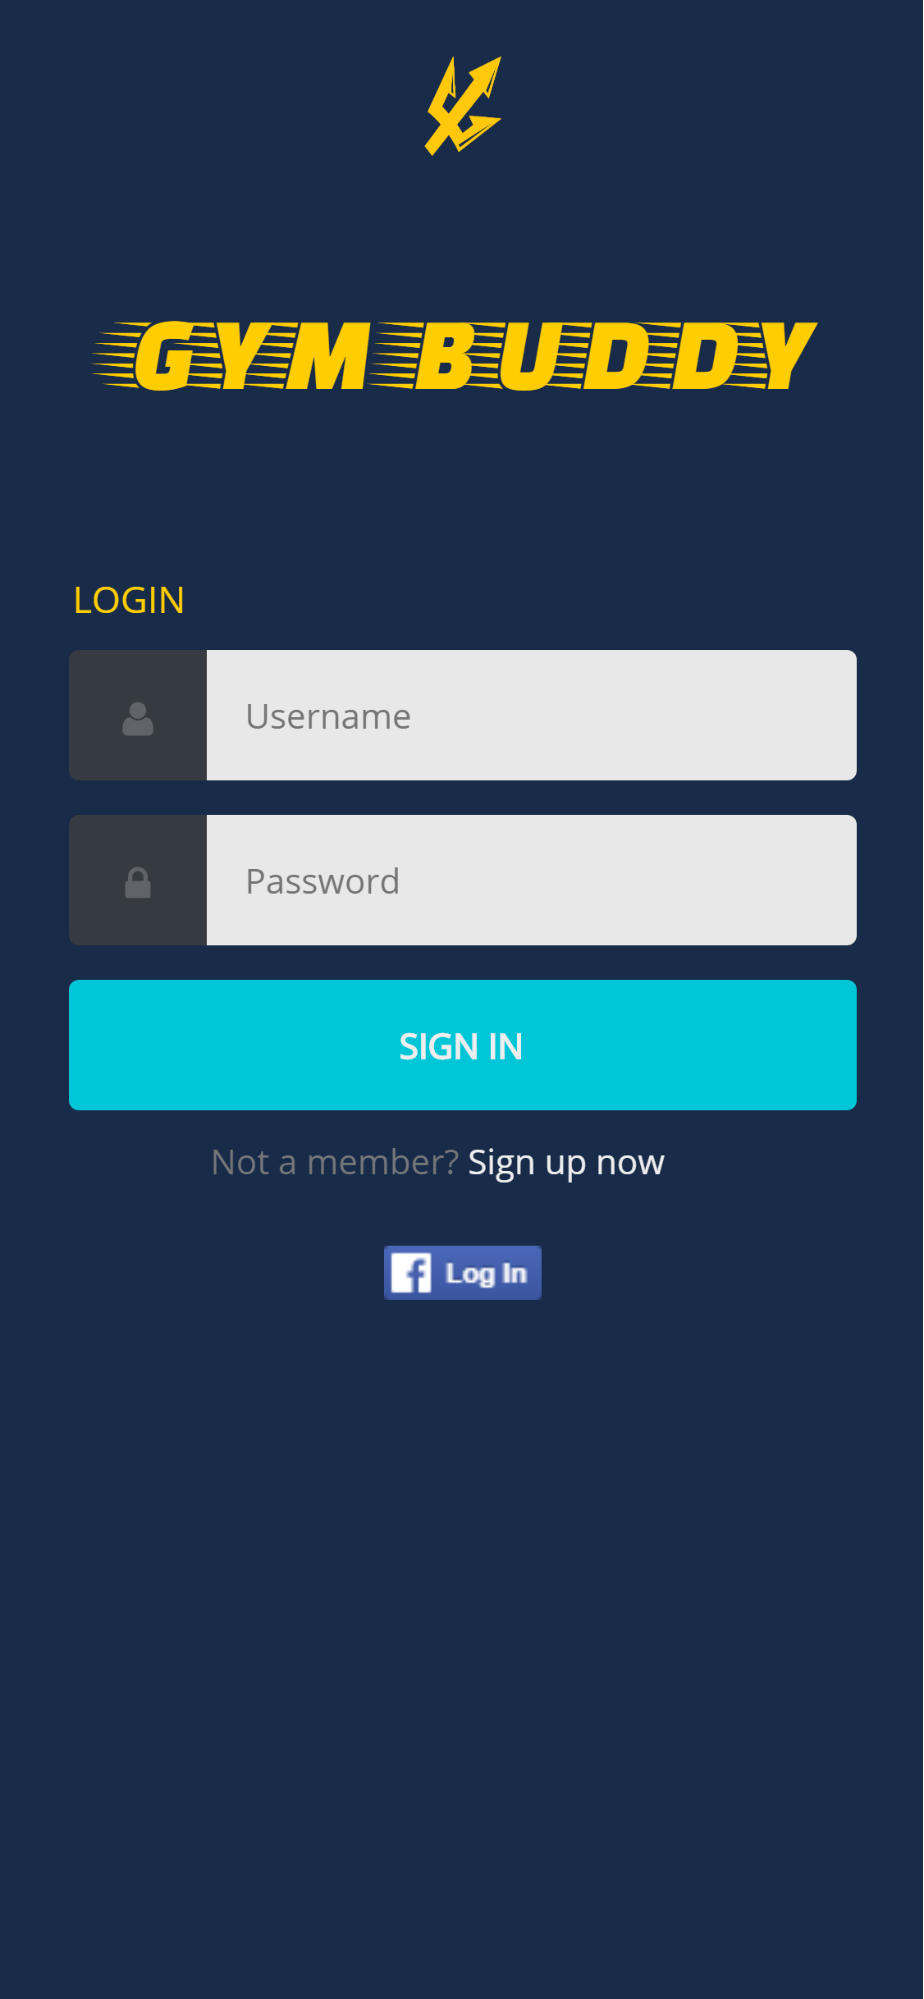 GYM BUDDY
LOGIN
Username
Password
SIGN IN
Not a member? Sign up now
f Log In